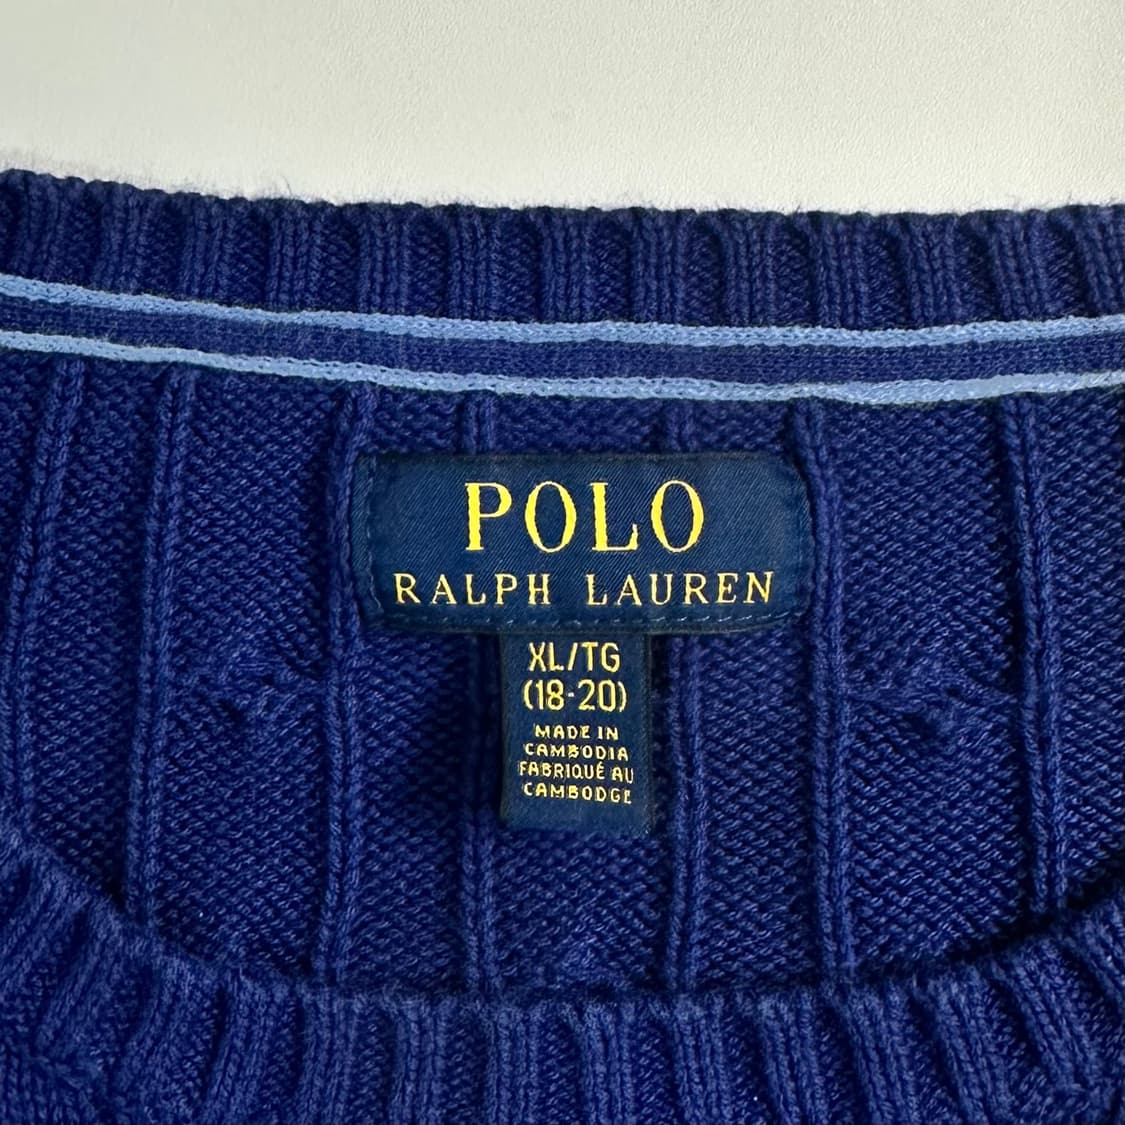 POLO
RALPH LAUREN
XL/TG
(18-20)
MADE IN
CAMBODIA
FABRIQUÉ AU
CAMBODGE